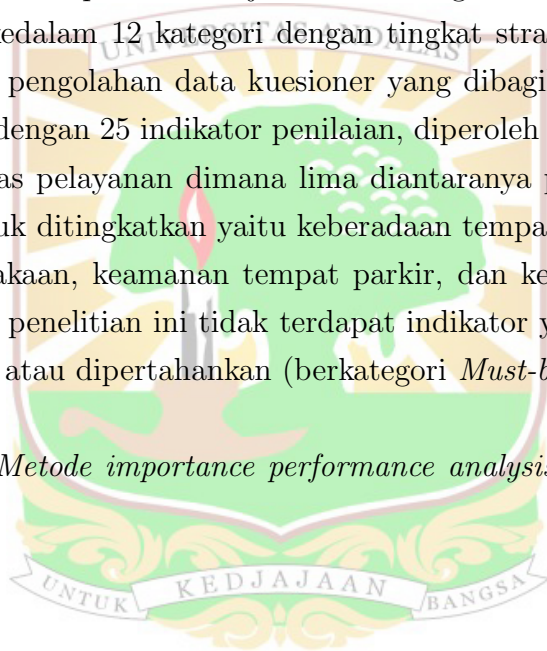 UNIVERSITAS ANDALAS
kedalam 12 kategori dengan tingkat stra
pengolahan data kuesioner yang dibagi
dengan 25 indikator penilaian, diperoleh
as pelayanan dimana lima diantaranya p
uk ditingkatkan yaitu keberadaan tempa
akaan, keamanan tempat parkir, dan ke
penelitian ini tidak terdapat indikator y
atau dipertahankan (berkategori Must-b
Metode importance performance analysis
UNTUK KEDJAJAAN BANGSA